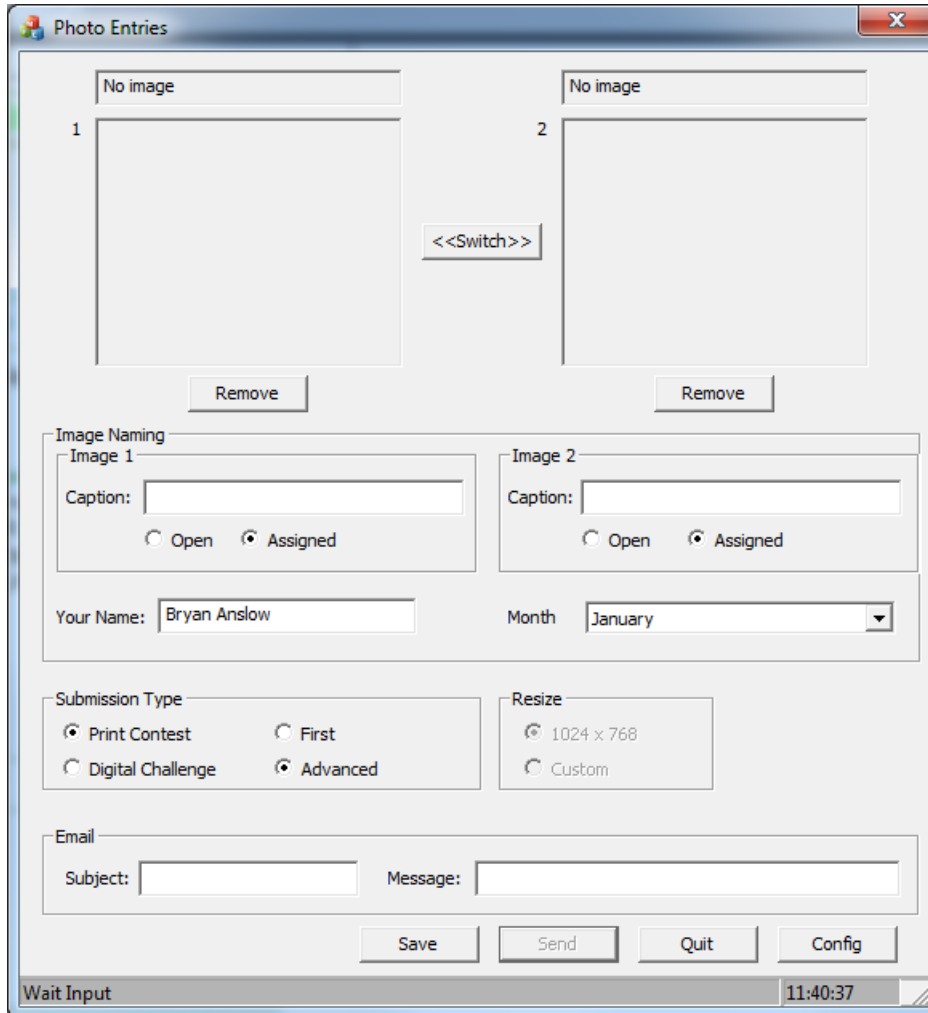 Photo Entries
No image
No image
1
2
<<Switch>>
Remove
Remove
Image Naming
Image 1
Image 2
Caption:
Caption:
Open Assigned
Open Assigned
Your Name: Bryan Anslow
Month January
Submission Type
Resize
Print Contest First
1024 x 768
Digital Challenge Advanced
Custom
Email
Subject: Message:
Save Send Quit Config
Wait Input 11:40:37